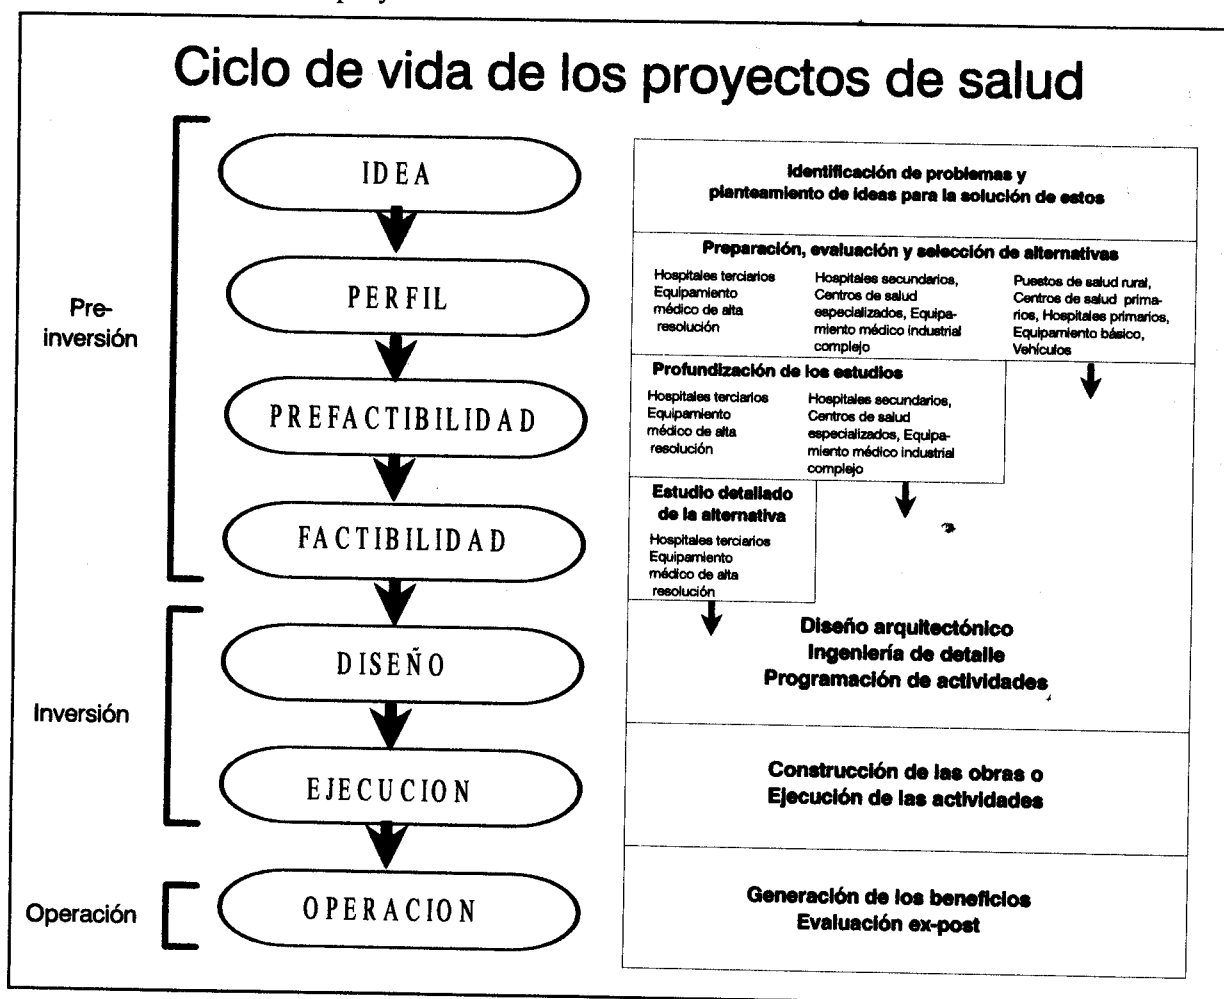 Ciclo de vida de los proyectos de salud
Pre-
inversión
IDEA
PERFIL
PREFACTIBILIDAD
FACTIBILIDAD
Inversión
DISEÑO
EJECUCION
Operación
OPERACION
Identificación de problemas y
planteamiento de ideas para la solución de estos
Preparación, evaluación y selección de alternativas
Hospitales terciarios
Equipamiento
médico de alta
resolución
Hospitales secundarios,
Centros de salud
especializados, Equipa-
miento médico industrial
complejo
Puestos de salud rural,
Centros de salud prima-
rios, Hospitales primarios,
Equipamiento básico,
Vehículos
Profundización de los estudios
Hospitales terciarios
Equipamiento
médico de alta
resolución
Hospitales secundarios,
Centros de salud
especializados, Equipa-
miento médico industrial
complejo
Estudio detallado
de la alternativa
Hospitales terciarios
Equipamiento
médico de alta
resolución
Diseño arquitectónico
Ingeniería de detalle
Programación de actividades
Construcción de las obras o
Ejecución de las actividades
Generación de los beneficios
Evaluación ex-post